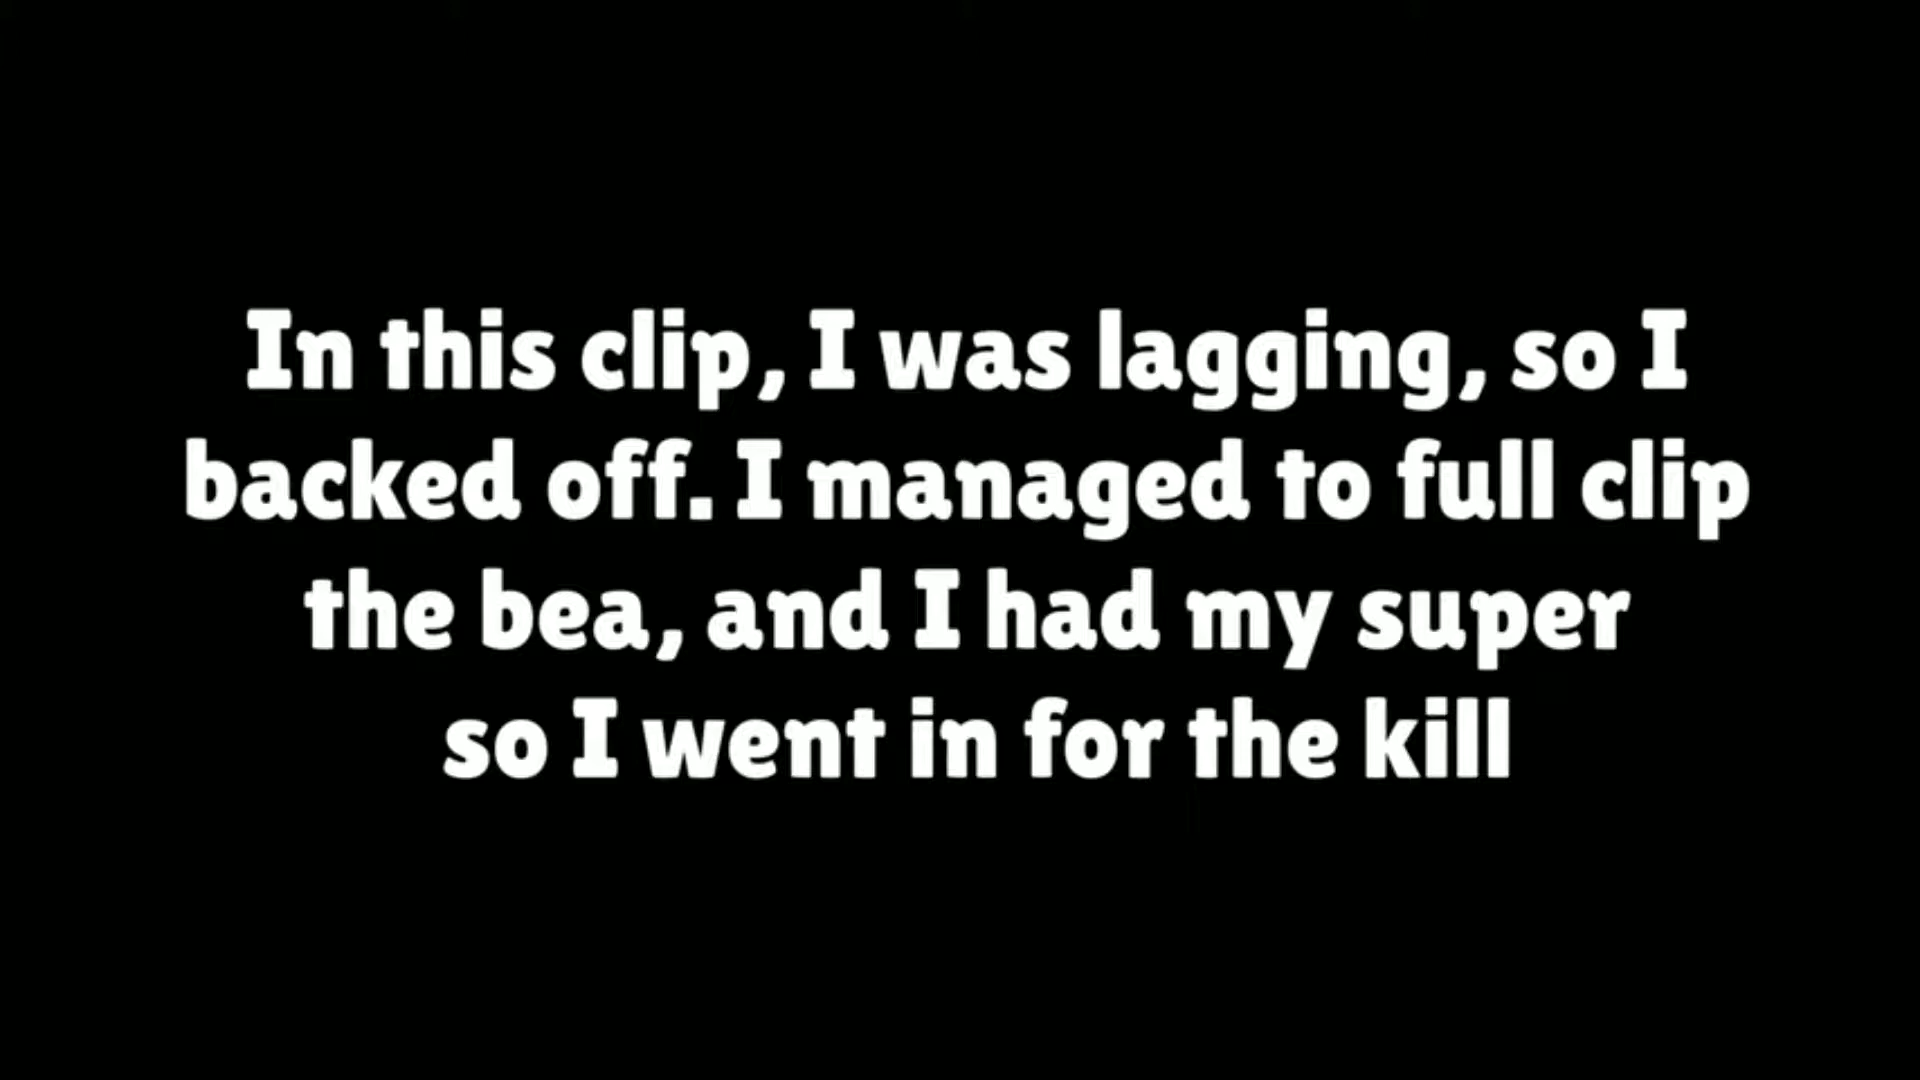 In this clip, I was lagging, so I
backed off. I managed to full clip
the bea, and I had my super
so I went in for the kill